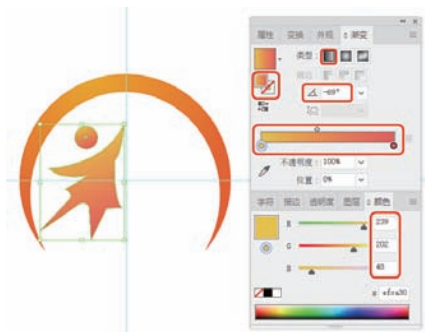 属性 变换 外观 渐变
类型:
描边:
-69°
不透明度: 100%
位置: 0%
字符 描边 透明度 图层 颜色
R 239
G 202
B 48
# efca30